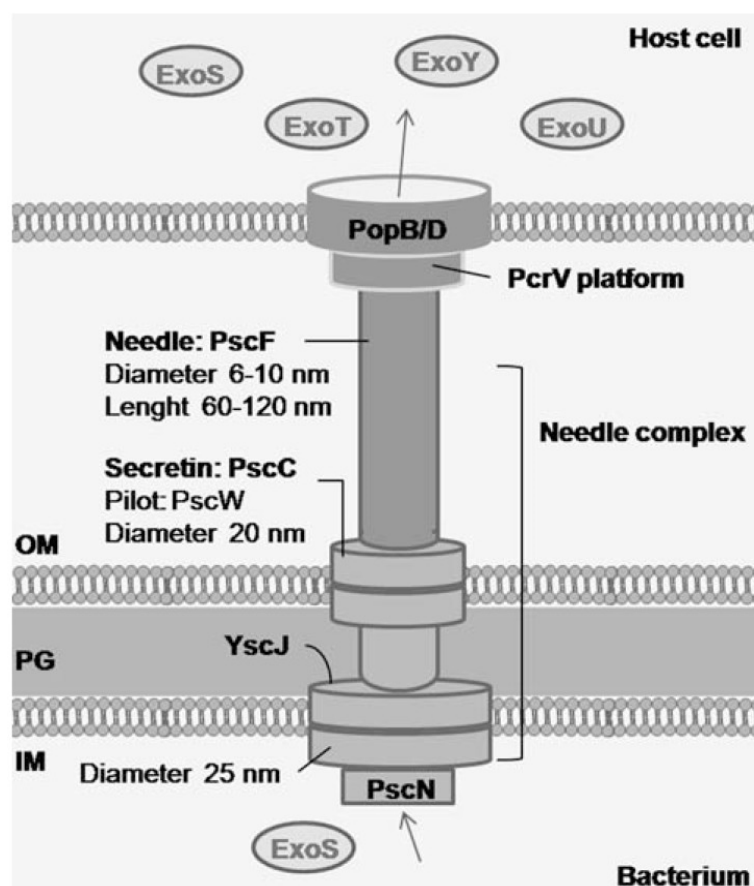 Host cell
ExoS
ExoY
ExoT
ExoU
PopB/D
PcrV platform
Needle: PscF
Diameter 6-10 nm
Lenght 60-120 nm
Needle complex
Secretin: PscC
Pilot: PscW
Diameter 20 nm
OM
YscJ
PG
IM
Diameter 25 nm
PscN
ExoS
Bacterium